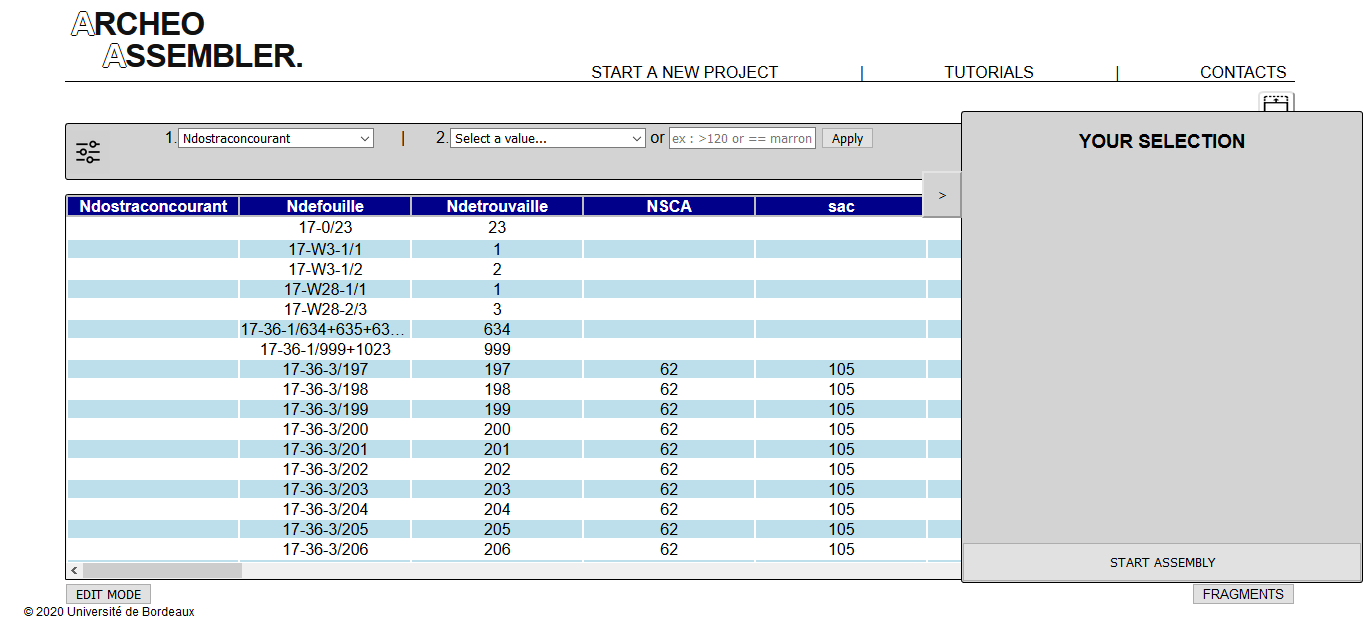 ARCHEO
ASSEMBLER.
START A NEW PROJECT | TUTORIALS | CONTACTS
1. Ndostraconcourant | 2. Select a value... or ex : >120 or == marron Apply
YOUR SELECTION
>
Ndostraconcourant Ndefouille Ndetrouvaille NSCA sac
17-0/23 23
17-W3-1/1 1
17-W3-1/2 2
17-W28-1/1 1
17-W28-2/3 3
17-36-1/634+635+63... 634
17-36-1/999+1023 999
17-36-3/197 197 62 105
17-36-3/198 198 62 105
17-36-3/199 199 62 105
17-36-3/200 200 62 105
17-36-3/201 201 62 105
17-36-3/202 202 62 105
17-36-3/203 203 62 105
17-36-3/204 204 62 105
17-36-3/205 205 62 105
17-36-3/206 206 62 105
START ASSEMBLY
EDIT MODE FRAGMENTS
© 2020 Université de Bordeaux